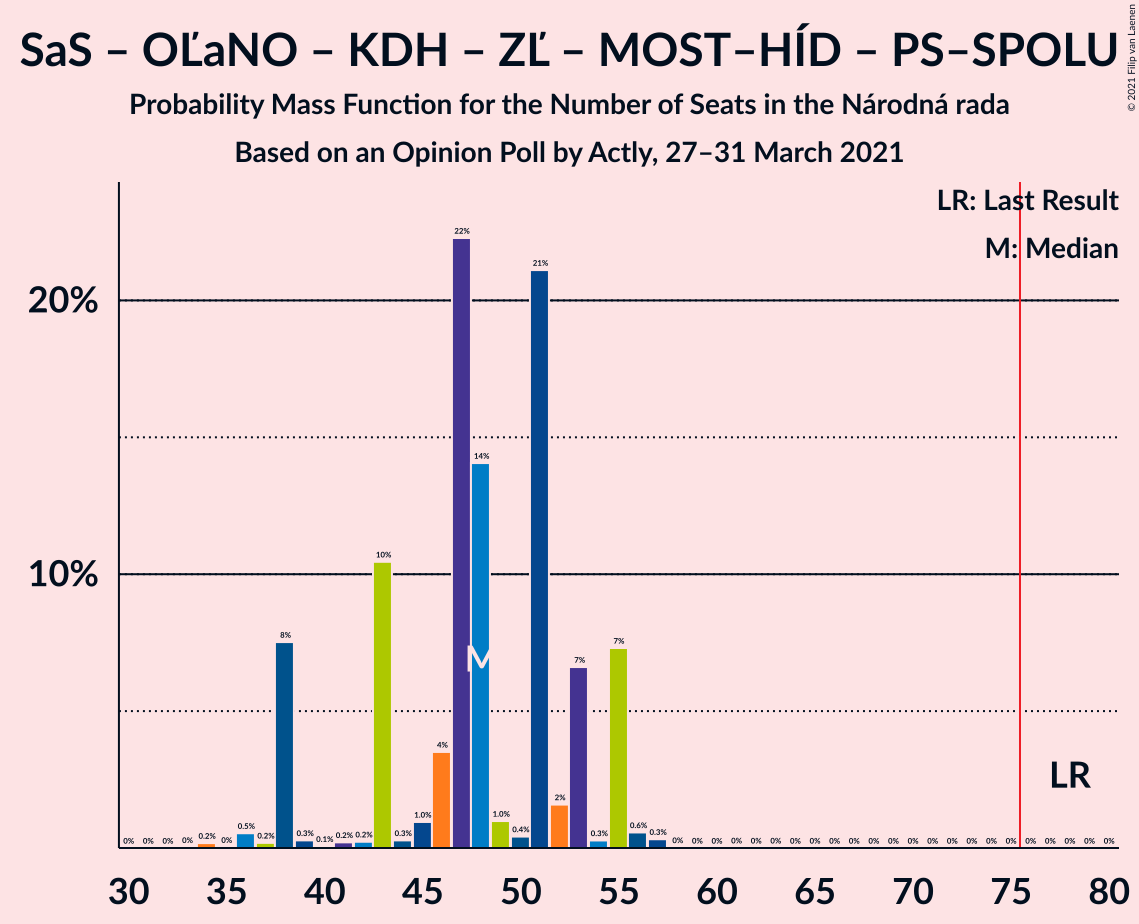 SaS – OĽaNO – KDH – ZĽ – MOST–HÍD – PS–SPOLU
Probability Mass Function for the Number of Seats in the Národná rada
Based on an Opinion Poll by Actly, 27–31 March 2021
© 2021 Filip van Laenen
LR: Last Result
M: Median
20%
10%
0% 0% 0% 0% 0.2% 0% 0.5% 0.2% 8% 0.3% 0.1% 0.2% 0.2% 10% 0.3% 1.0% 4% 22% 14% 1.0% 0.4% 21% 2% 7% 0.3% 7% 0.6% 0.3% 0% 0% 0% 0% 0% 0% 0% 0% 0% 0% 0% 0% 0% 0% 0% 0% 0% 0% 0% 0% 0% 0% 0%
M
LR
30 35 40 45 50 55 60 65 70 75 80